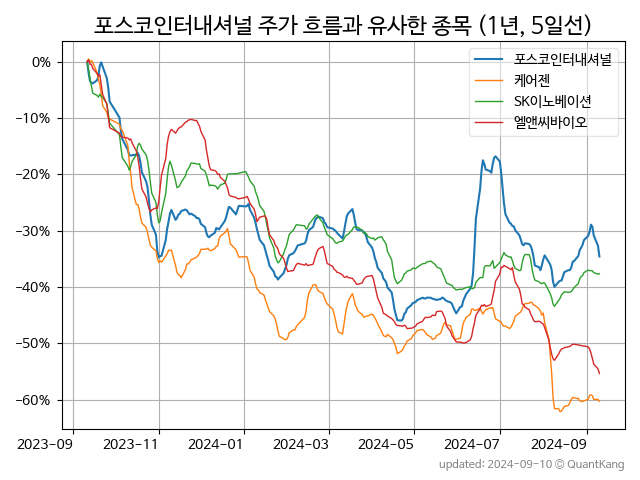 포스코인터내셔널 주가 흐름과 유사한 종목 (1년, 5일선)
포스코인터내셔널
케어젠
SK이노베이션
엘앤씨바이오
0%
−10%
−20%
−30%
−40%
−50%
−60%
2023-09 2023-11 2024-01 2024-03 2024-05 2024-07 2024-09
updated: 2024-09-10 © QuantKang